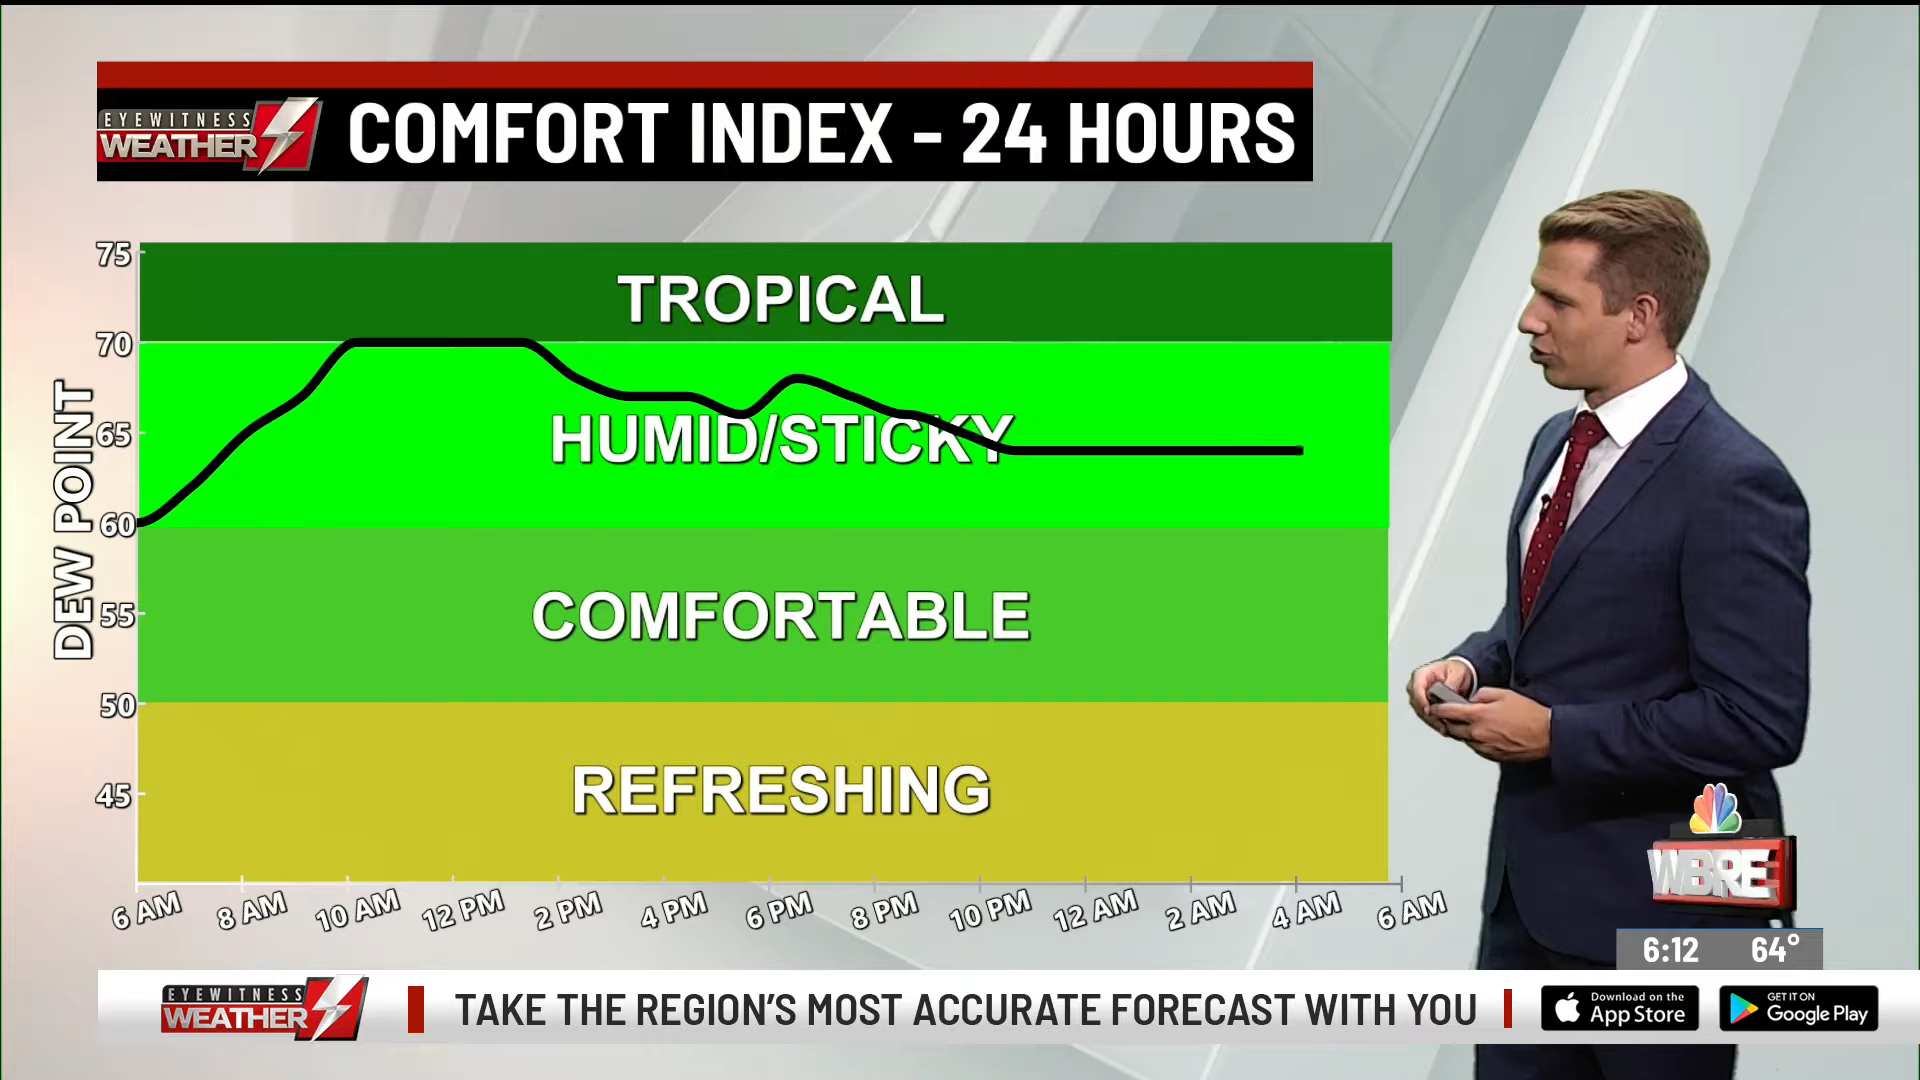 EYEWITNESS
WEATHER
COMFORT INDEX - 24 HOURS
DEW POINT
75
70
65
60
55
50
45
TROPICAL
HUMID/STICKY
COMFORTABLE
REFRESHING
6 AM 8 AM 10 AM 12 PM 2 PM 4 PM 6 PM 8 PM 10 PM 12 AM 2 AM 4 AM 6 AM
WBRE
6:12 64°
EYEWITNESS
WEATHER
TAKE THE REGION'S MOST ACCURATE FORECAST WITH YOU
Download on the
App Store
GET IT ON
Google Play